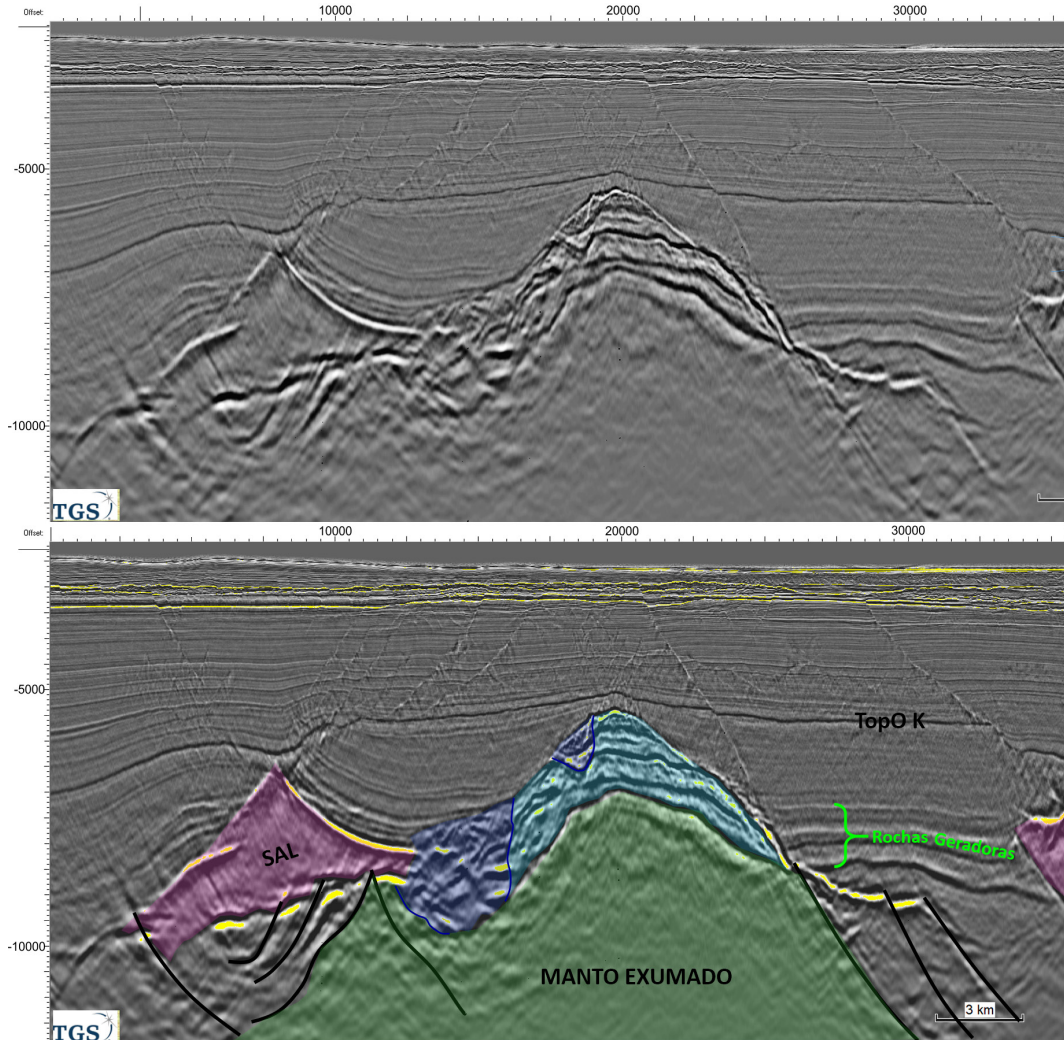 Offset: 10000 20000 30000
-5000
-10000
TGS
Offset: 10000 20000 30000
-5000
TopO K
Rochas Geradoras
SAL
-10000
MANTO EXUMADO
3 km
TGS